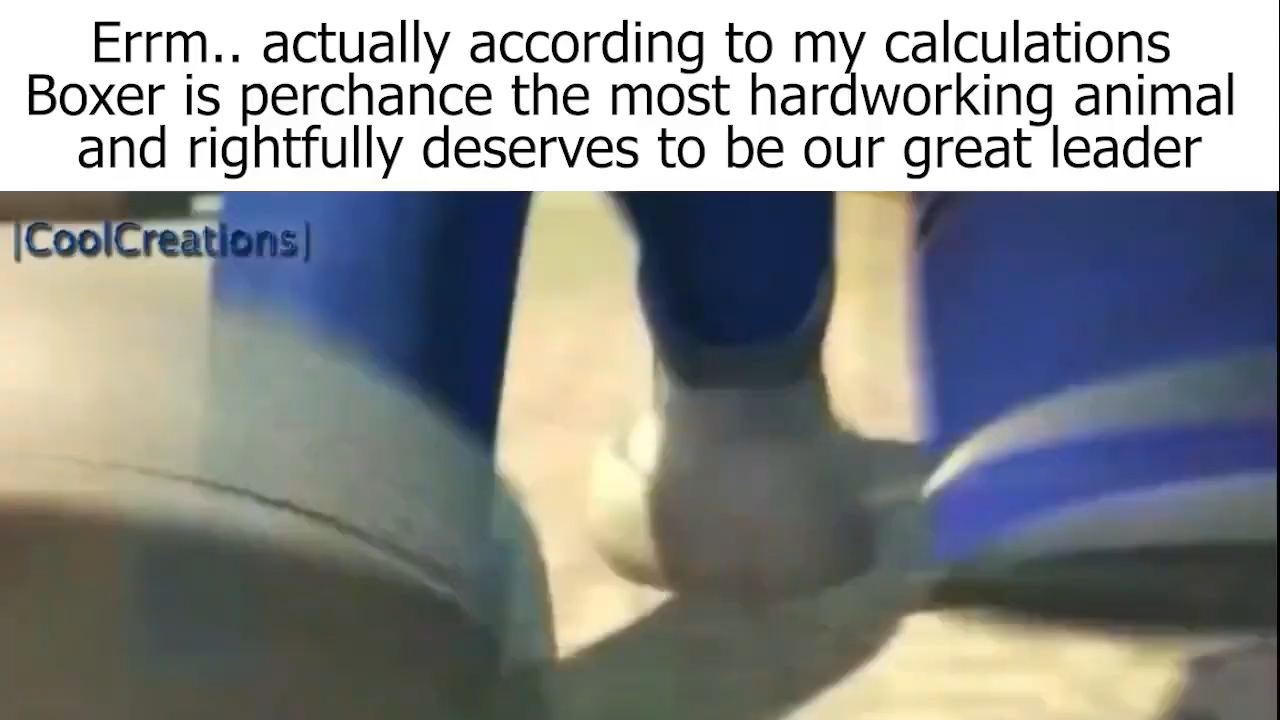 Errm.. actually according to my calculations
Boxer is perchance the most hardworking animal
and rightfully deserves to be our great leader
|CoolCreations|